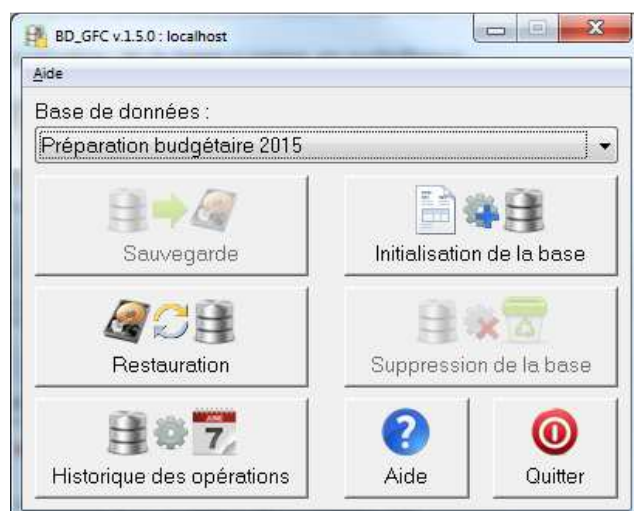 BD_GFC v.1.5.0 : localhost
Aide
Base de données :
Préparation budgétaire 2015
Sauvegarde
Initialisation de la base
Restauration
Suppression de la base
7
Historique des opérations
Aide
Quitter